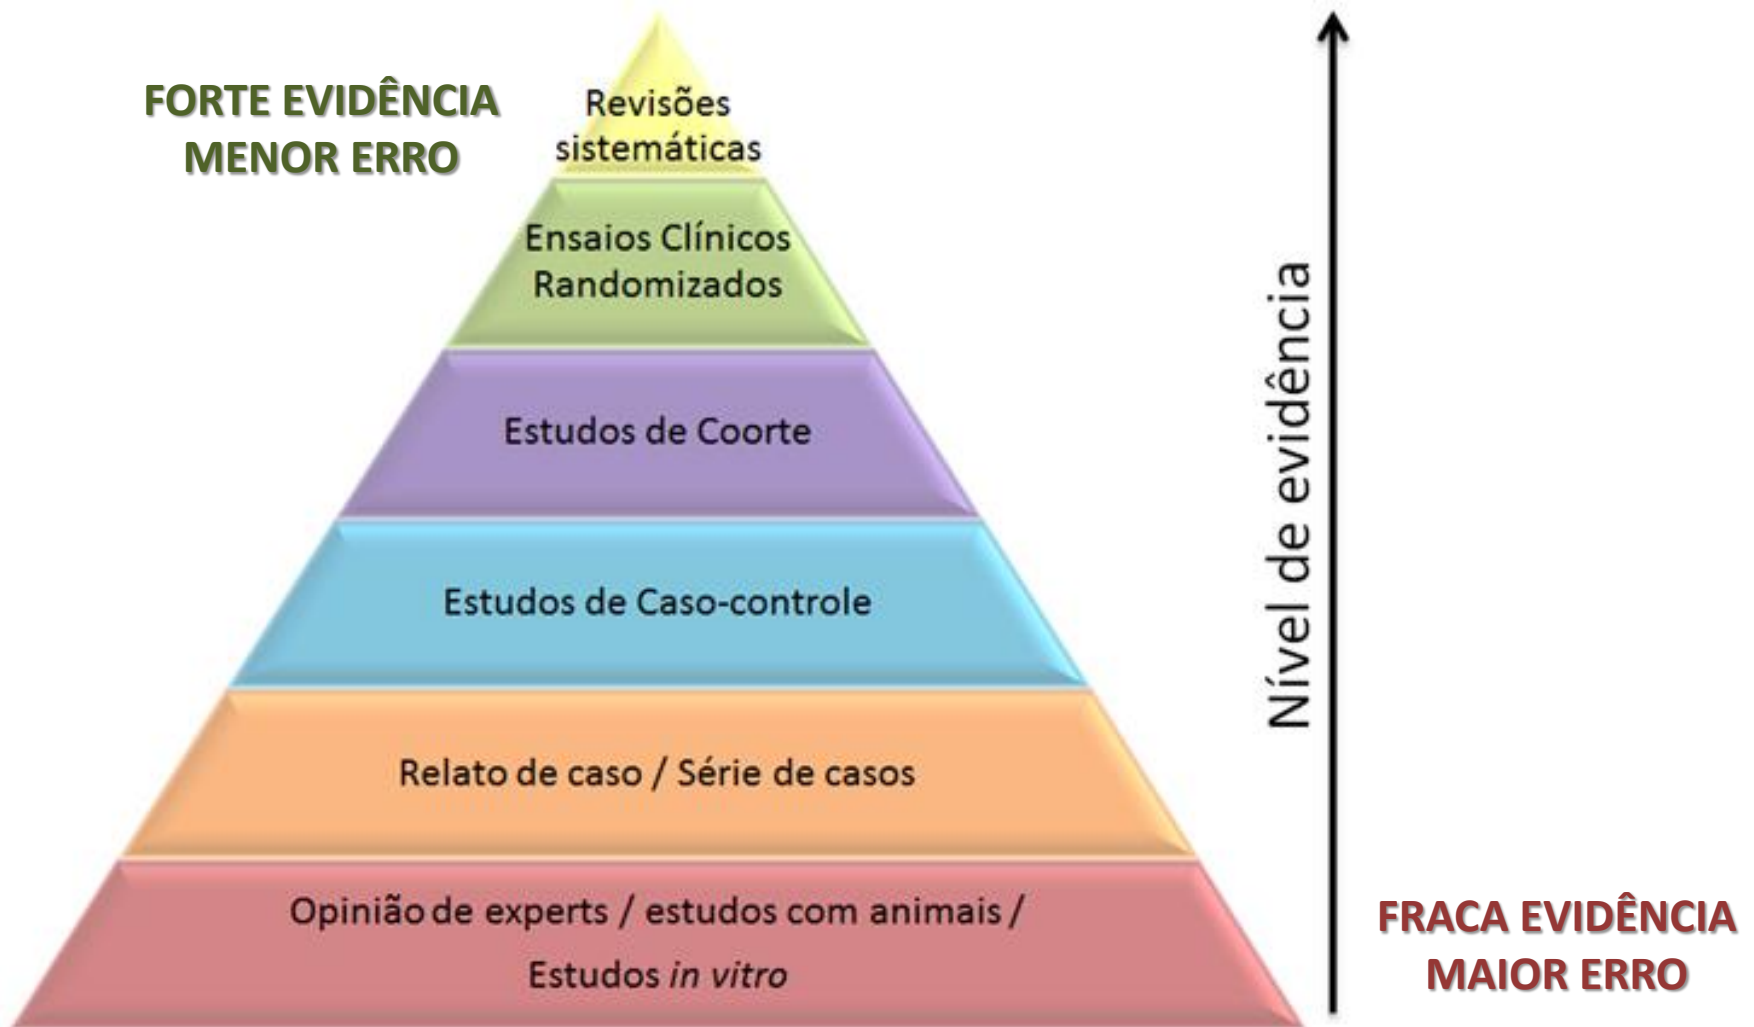 FORTE EVIDÊNCIA
MENOR ERRO
Revisões
sistemáticas
Ensaios Clínicos
Randomizados
Estudos de Coorte
Estudos de Caso-controle
Relato de caso / Série de casos
Opinião de experts / estudos com animais /
Estudos in vitro
Nível de evidência
FRACA EVIDÊNCIA
MAIOR ERRO